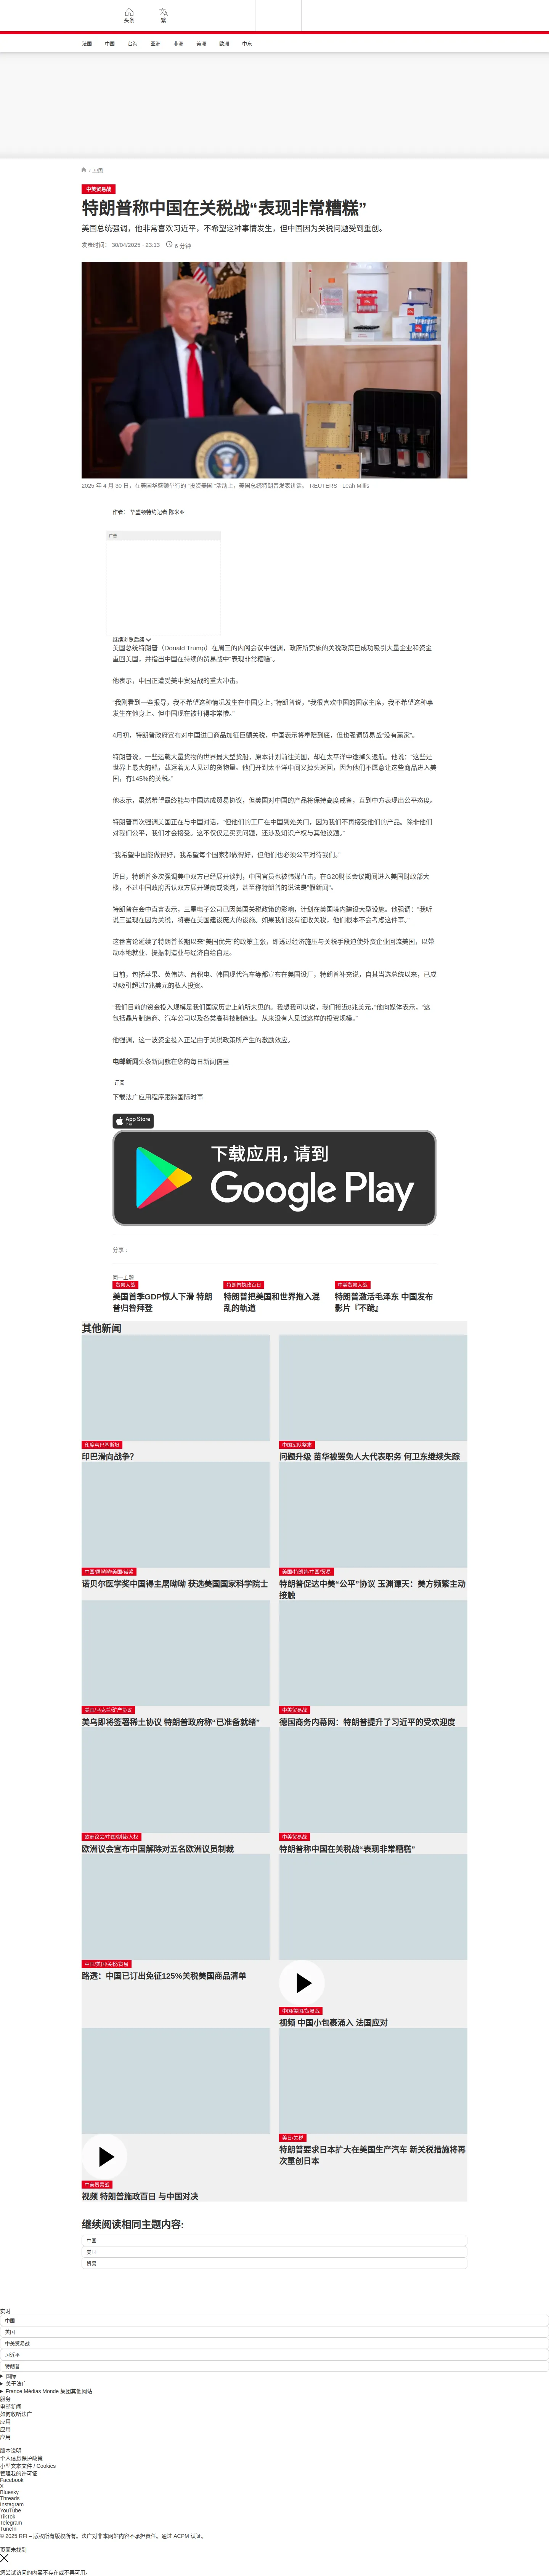 头条
繁
法国 中国 台海 亚洲 非洲 美洲 欧洲 中东
/ 中国
中美贸易战
特朗普称中国在关税战“表现非常糟糕”
美国总统强调，他非常喜欢习近平，不希望这种事情发生，但中国因为关税问题受到重创。
发表时间： 30/04/2025 - 23:13 6 分钟
2025 年 4 月 30 日，在美国华盛顿举行的 “投资美国 ”活动上，美国总统特朗普发表讲话。 REUTERS - Leah Millis
作者： 华盛顿特约记者 陈米亚
广告
继续浏览后续
美国总统特朗普（Donald Trump）在周三的内阁会议中强调，政府所实施的关税政策已成功吸引大量企业和资金
重回美国，并指出中国在持续的贸易战中“表现非常糟糕”。
他表示，中国正遭受美中贸易战的重大冲击。
“我刚看到一些报导，我不希望这种情况发生在中国身上，”特朗普说，“我很喜欢中国的国家主席，我不希望这种事
发生在他身上。但中国现在被打得非常惨。”
4月初，特朗普政府宣布对中国进口商品加征巨额关税，中国表示将奉陪到底，但也强调贸易战“没有赢家”。
特朗普说，一些运载大量货物的世界最大型货船，原本计划前往美国，却在太平洋中途掉头返航。他说：“这些是
世界上最大的船，载运着无人见过的货物量。他们开到太平洋中间又掉头返回，因为他们不愿意让这些商品进入美
国，有145%的关税。”
他表示，虽然希望最终能与中国达成贸易协议，但美国对中国的产品将保持高度戒备，直到中方表现出公平态度。
特朗普再次强调美国正在与中国对话，“但他们的工厂在中国到处关门，因为我们不再接受他们的产品。除非他们
对我们公平，我们才会接受。这不仅仅是买卖问题，还涉及知识产权与其他议题。”
“我希望中国能做得好，我希望每个国家都做得好，但他们也必须公平对待我们。”
近日，特朗普多次强调美中双方已经展开谈判，中国官员也被韩媒直击，在G20财长会议期间进入美国财政部大
楼，不过中国政府否认双方展开磋商或谈判，甚至称特朗普的说法是“假新闻”。
特朗普在会中直言表示，三星电子公司已因美国关税政策的影响，计划在美国境内建设大型设施。他强调：“我听
说三星现在因为关税，将要在美国建设庞大的设施。如果我们没有征收关税，他们根本不会考虑这件事。”
这番言论延续了特朗普长期以来“美国优先”的政策主张，即透过经济施压与关税手段迫使外资企业回流美国，以带
动本地就业、提振制造业与经济自给自足。
日前，包括苹果、英伟达、台积电、韩国现代汽车等都宣布在美国设厂，特朗普补充说，自其当选总统以来，已成
功吸引超过7兆美元的私人投资。
“我们目前的资金投入规模是我们国家历史上前所未见的。我想我可以说，我们接近8兆美元，”他向媒体表示，“这
包括晶片制造商、汽车公司以及各类高科技制造业。从来没有人见过这样的投资规模。”
他强调，这一波资金投入正是由于关税政策所产生的激励效应。
电邮新闻头条新闻就在您的每日新闻信里
订阅
下载法广应用程序跟踪国际时事
App Store
下载
下载应用，请到
Google Play
分享 :
同一主题
贸易大战
美国首季GDP惊人下滑 特朗普归咎拜登
特朗普执政百日
特朗普把美国和世界拖入混乱的轨道
中美贸易大战
特朗普激活毛泽东 中国发布影片『不跪』
其他新闻
印度与巴基斯坦
印巴滑向战争？
中国军队整肃
问题升级 苗华被罢免人大代表职务 何卫东继续失踪
中国/屠呦呦/美国/诺奖
诺贝尔医学奖中国得主屠呦呦 获选美国国家科学院士
美国/特朗普/中国/贸易
特朗普促达中美“公平”协议 玉渊谭天：美方频繁主动接触
美国/乌克兰/矿产协议
美乌即将签署稀土协议 特朗普政府称“已准备就绪”
中美贸易战
德国商务内幕网：特朗普提升了习近平的受欢迎度
欧洲议会/中国/制裁/人权
欧洲议会宣布中国解除对五名欧洲议员制裁
中美贸易战
特朗普称中国在关税战“表现非常糟糕”
中国/美国/关税/贸易
路透：中国已订出免征125%关税美国商品清单
中国/美国/贸易战
视频 中国小包裹涌入 法国应对
中美贸易战
视频 特朗普施政百日 与中国对决
美日/关税
特朗普要求日本扩大在美国生产汽车 新关税措施将再次重创日本
继续阅读相同主题内容:
中国
美国
贸易
实时
中国
美国
中美贸易战
习近平
特朗普
国际
关于法广
France Médias Monde 集团其他网站
服务
电邮新闻
如何收听法广
应用
应用
应用
版本说明
个人信息保护政策
小型文本文件 / Cookies
管理我的许可证
Facebook
X
Bluesky
Threads
Instagram
YouTube
TikTok
Telegram
TuneIn
© 2025 RFI – 版权所有版权所有。法广对非本网站内容不承担责任。通过 ACPM 认证。
页面未找到
您尝试访问的内容不存在或不再可用。